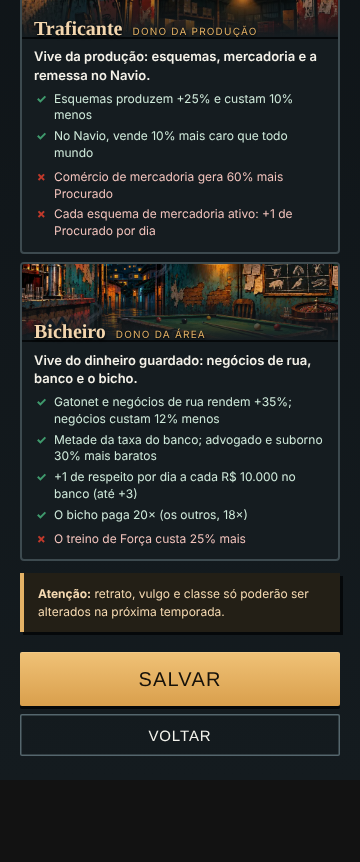 Traficante DONO DA PRODUÇÃO
Vive da produção: esquemas, mercadoria e a
remessa no Navio.
✓ Esquemas produzem +25% e custam 10%
menos
✓ No Navio, vende 10% mais caro que todo
mundo
× Comércio de mercadoria gera 60% mais
Procurado
× Cada esquema de mercadoria ativo: +1 de
Procurado por dia
Bicheiro DONO DA ÁREA
Vive do dinheiro guardado: negócios de rua,
banco e o bicho.
✓ Gatonet e negócios de rua rendem +35%;
negócios custam 12% menos
✓ Metade da taxa do banco; advogado e suborno
30% mais baratos
✓ +1 de respeito por dia a cada R$ 10.000 no
banco (até +3)
✓ O bicho paga 20× (os outros, 18×)
× O treino de Força custa 25% mais
Atenção: retrato, vulgo e classe só poderão ser
alterados na próxima temporada.
SALVAR
VOLTAR